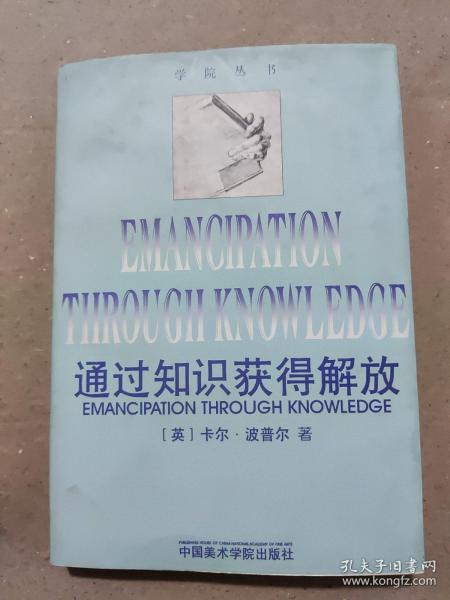 学院丛书
EMANCIPATION
THROUGH KNOWLEDGE
通过知识获得解放
EMANCIPATION THROUGH KNOWLEDGE
［英］卡尔·波普尔 著
PUBLISHING HOUSE OF CHINA NATIONAL ACADEMY OF FINE ARTS
中国美术学院出版社
孔夫子旧书网
www.kongfz.com